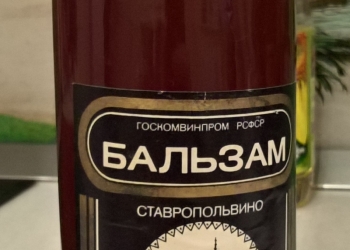 ГОСКОМВИНПРОМ РСФСР
БАЛЬЗАМ
СТАВРОПОЛЬВИНО